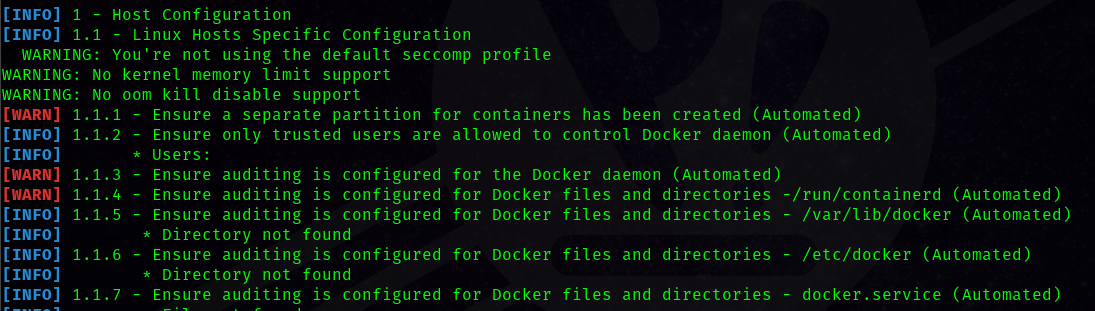 [INFO] 1 - Host Configuration
[INFO] 1.1 - Linux Hosts Specific Configuration
WARNING: You're not using the default seccomp profile
WARNING: No kernel memory limit support
WARNING: No oom kill disable support
[WARN] 1.1.1 - Ensure a separate partition for containers has been created (Automated)
[INFO] 1.1.2 - Ensure only trusted users are allowed to control Docker daemon (Automated)
[INFO] * Users:
[WARN] 1.1.3 - Ensure auditing is configured for the Docker daemon (Automated)
[WARN] 1.1.4 - Ensure auditing is configured for Docker files and directories -/run/containerd (Automated)
[INFO] 1.1.5 - Ensure auditing is configured for Docker files and directories - /var/lib/docker (Automated)
[INFO] * Directory not found
[INFO] 1.1.6 - Ensure auditing is configured for Docker files and directories - /etc/docker (Automated)
[INFO] * Directory not found
[INFO] 1.1.7 - Ensure auditing is configured for Docker files and directories - docker.service (Automated)